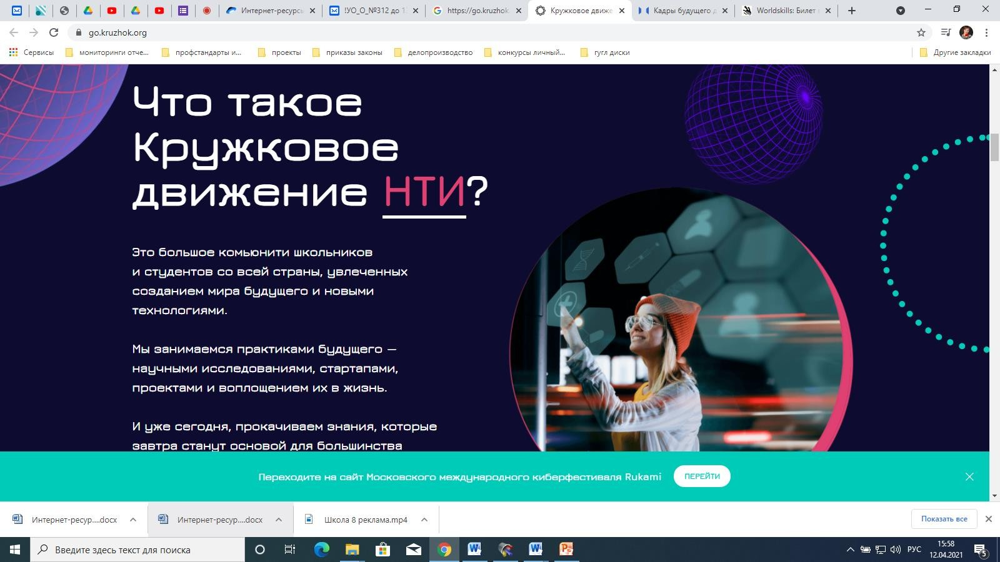 Интернет-ресурсы
!УО_О_№312 до 1
https://go.kruzhok.
Кружковое движе
Кадры будущего д
Worldskills: Билет в
go.kruzhok.org
Сервисы
мониторинги отче...
профстандарты и...
проекты
приказы законы
делопроизводство
конкурсы личный...
гугл диски
Другие закладки
Что такое
Кружковое
движение НТИ?
Это большое комьюнити школьников
и студентов со всей страны, увлеченных
созданием мира будущего и новыми
технологиями.
Мы занимаемся практиками будущего —
научными исследованиями, стартапами,
проектами и воплощением их в жизнь.
И уже сегодня, прокачиваем знания, которые
завтра станут основой для большинства
Переходите на сайт Московского международного киберфестиваля Rukami
ПЕРЕЙТИ
Интернет-ресур....docx
Интернет-ресур....docx
Школа 8 реклама.mp4
Показать все
Введите здесь текст для поиска
РУС
15:58
12.04.2021
5